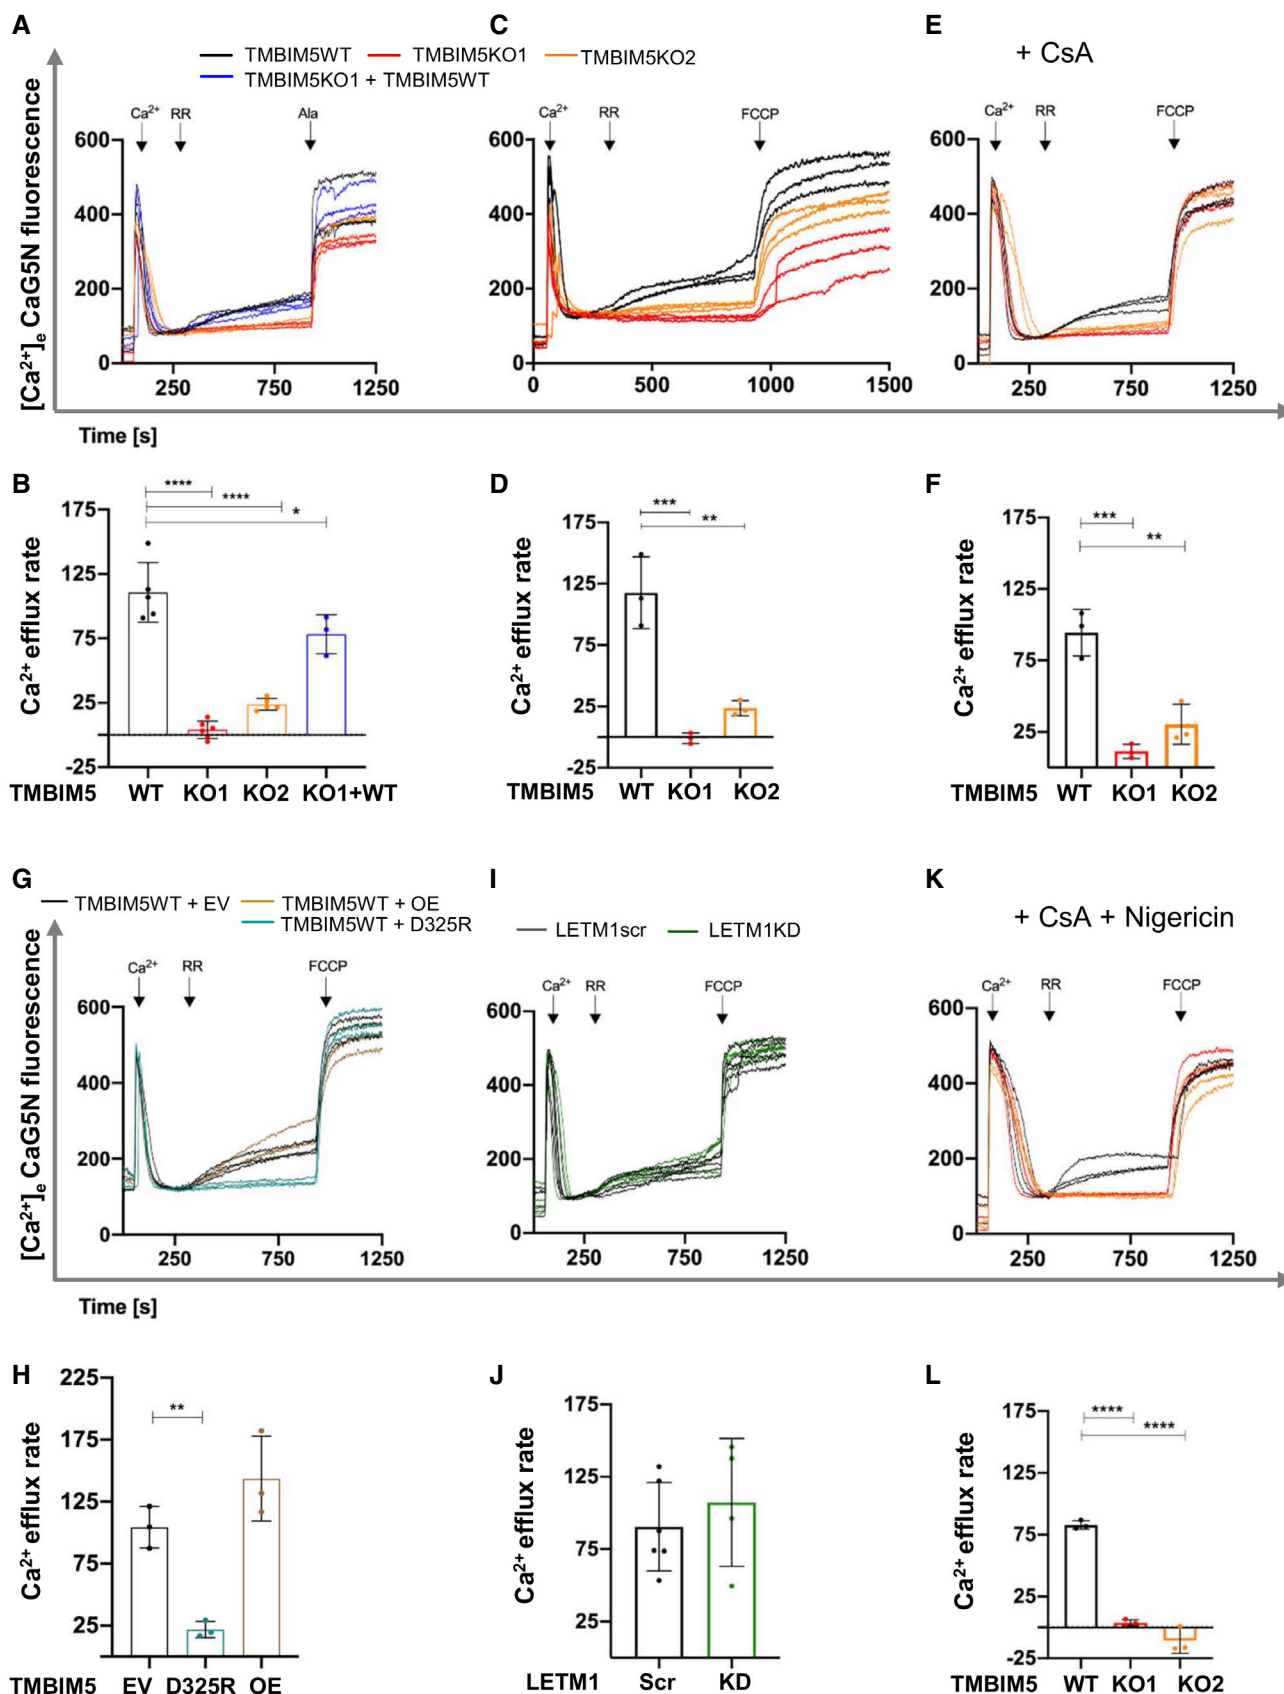 A
C
E
TMBIM5WT TMBIM5KO1 TMBIM5KO2
TMBIM5KO1 + TMBIM5WT
+ CsA
[Ca²⁺]ₑ CaG5N fluorescence
Ca²⁺ RR Ala
600
400
200
0
250 750 1250
Ca²⁺ RR FCCP
600
400
200
0
0 500 1000 1500
Ca²⁺ RR FCCP
600
400
200
0
250 750 1250
Time [s]
B
Ca²⁺ efflux rate
****
****
*
175
125
75
25
-25
TMBIM5 WT KO1 KO2 KO1+WT
D
Ca²⁺ efflux rate
***
**
175
125
75
25
-25
TMBIM5 WT KO1 KO2
F
Ca²⁺ efflux rate
***
**
175
125
75
25
TMBIM5 WT KO1 KO2
G
I
K
TMBIM5WT + EV TMBIM5WT + OE
TMBIM5WT + D325R
LETM1scr LETM1KD
+ CsA + Nigericin
[Ca²⁺]ₑ CaG5N fluorescence
Ca²⁺ RR FCCP
600
400
200
0
250 750 1250
Ca²⁺ RR FCCP
600
400
200
0
250 750 1250
Ca²⁺ RR FCCP
600
400
200
0
250 750 1250
Time [s]
H
Ca²⁺ efflux rate
**
225
175
125
75
25
TMBIM5 EV D325R OE
J
Ca²⁺ efflux rate
175
125
75
25
LETM1 Scr KD
L
Ca²⁺ efflux rate
****
****
175
125
75
25
-25
TMBIM5 WT KO1 KO2